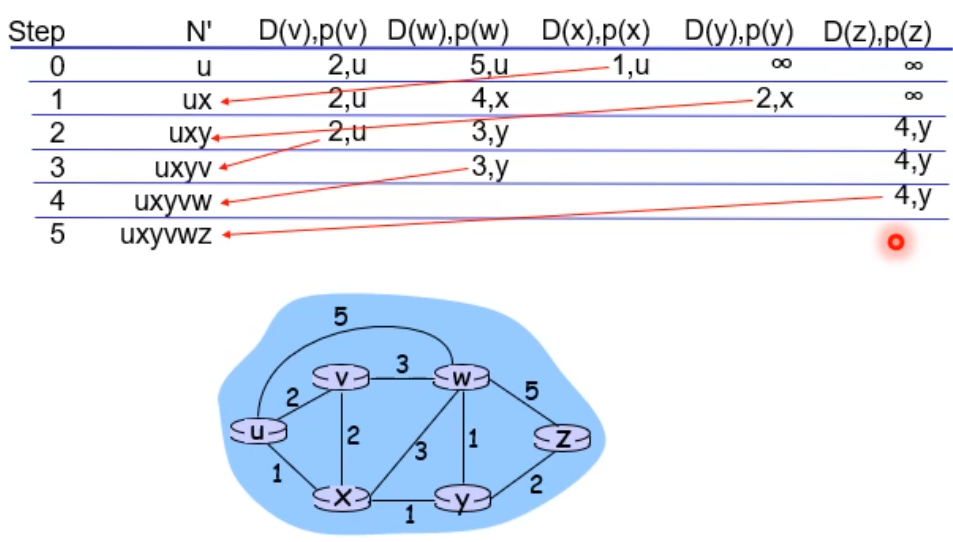 Step N' D(v),p(v) D(w),p(w) D(x),p(x) D(y),p(y) D(z),p(z)
0 u 2,u 5,u 1,u ∞ ∞
1 ux 2,u 4,x 2,x ∞
2 uxy 2,u 3,y 4,y
3 uxyv 3,y 4,y
4 uxyvw 4,y
5 uxyvwz
5
v 3 w
2 5
u 2 3 1 z
1 2
x 1 y